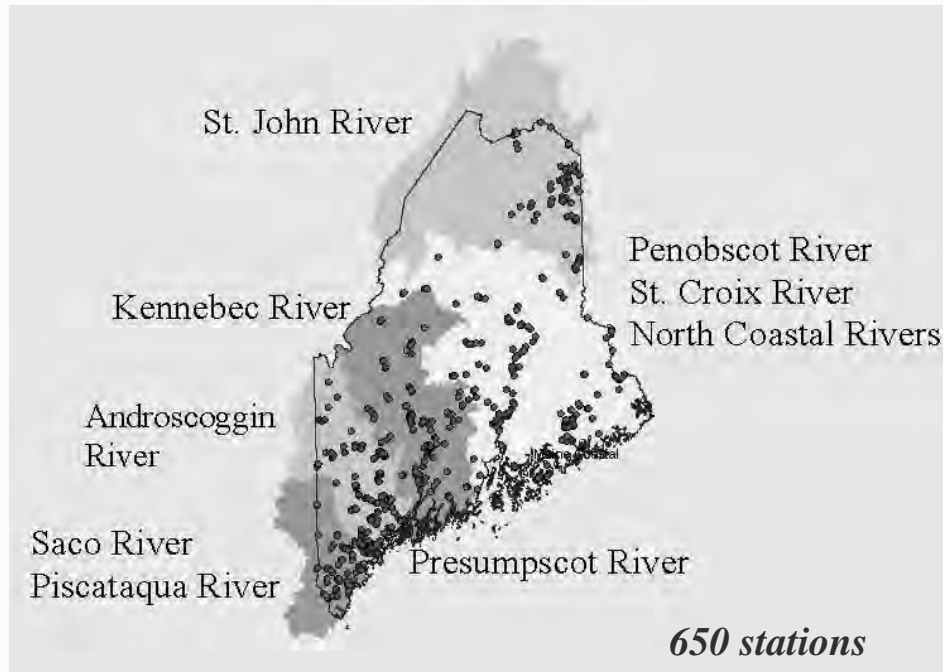 St. John River
Penobscot River
St. Croix River
North Coastal Rivers
Kennebec River
Androscoggin
River
Coastal
Saco River
Piscataqua River
Presumpscot River
650 stations